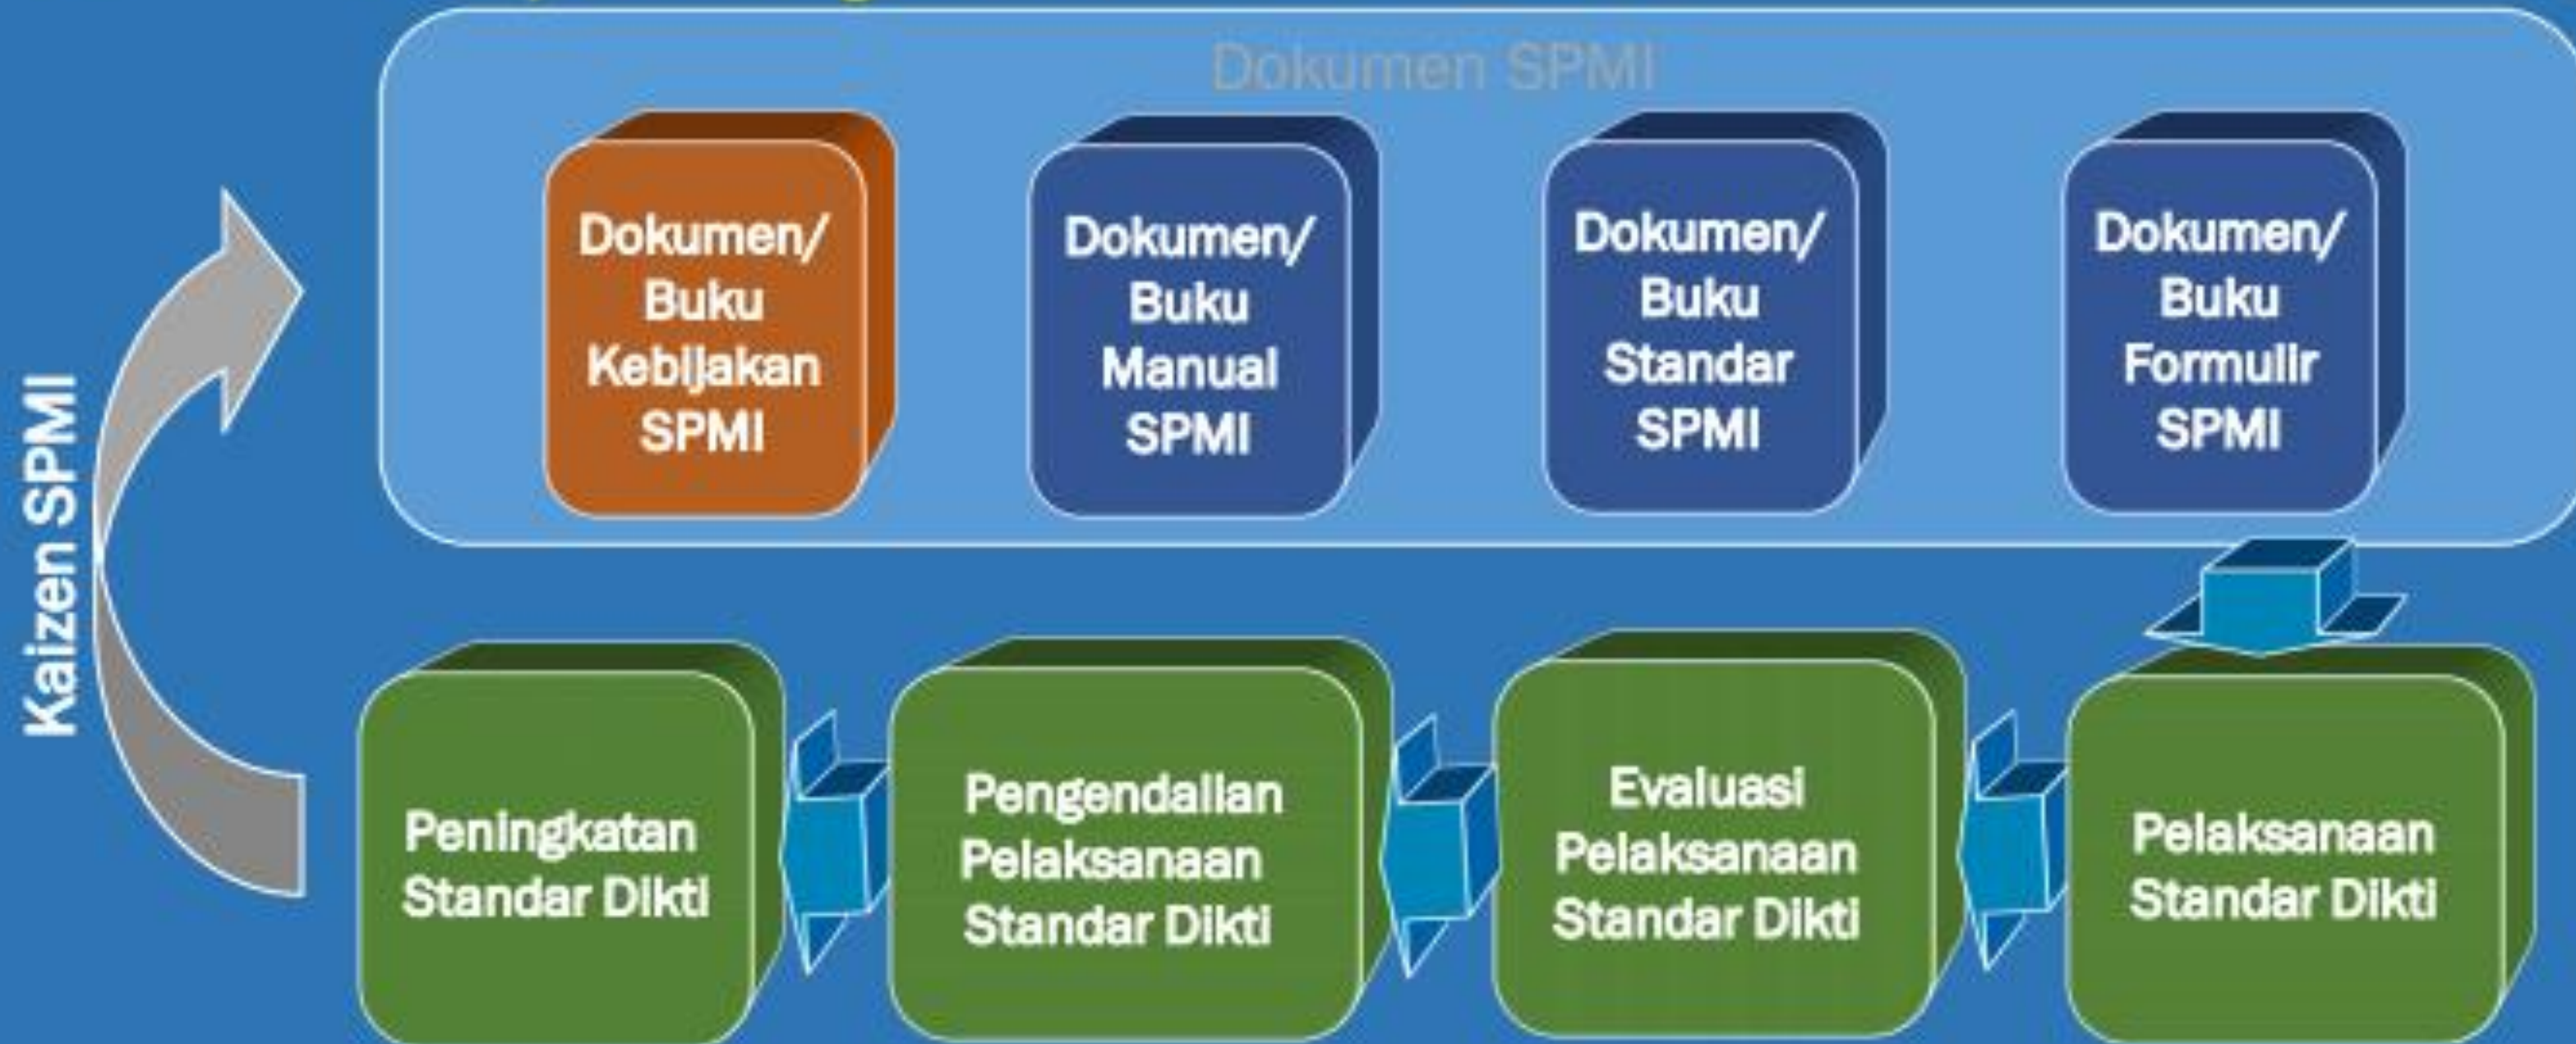 Dokumen SPMI
Dokumen/
Buku
Kebijakan
SPMI
Dokumen/
Buku
Manual
SPMI
Dokumen/
Buku
Standar
SPMI
Dokumen/
Buku
Formulir
SPMI
Kaizen SPMI
Peningkatan
Standar Dikti
Pengendalian
Pelaksanaan
Standar Dikti
Evaluasi
Pelaksanaan
Standar Dikti
Pelaksanaan
Standar Dikti